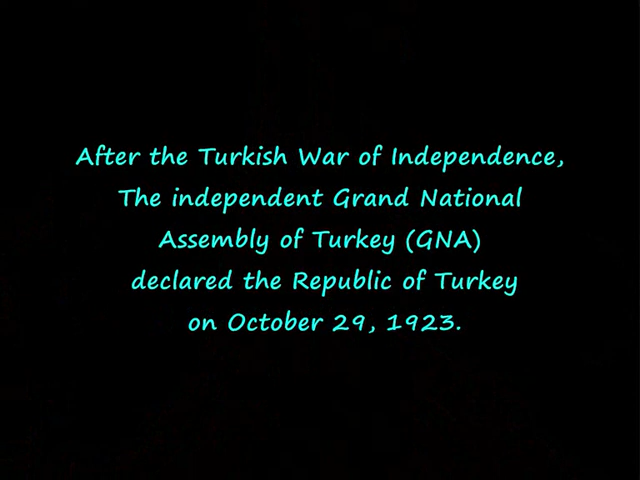 After the Turkish War of Independence,
The independent Grand National
Assembly of Turkey (GNA)
declared the Republic of Turkey
on October 29, 1923.